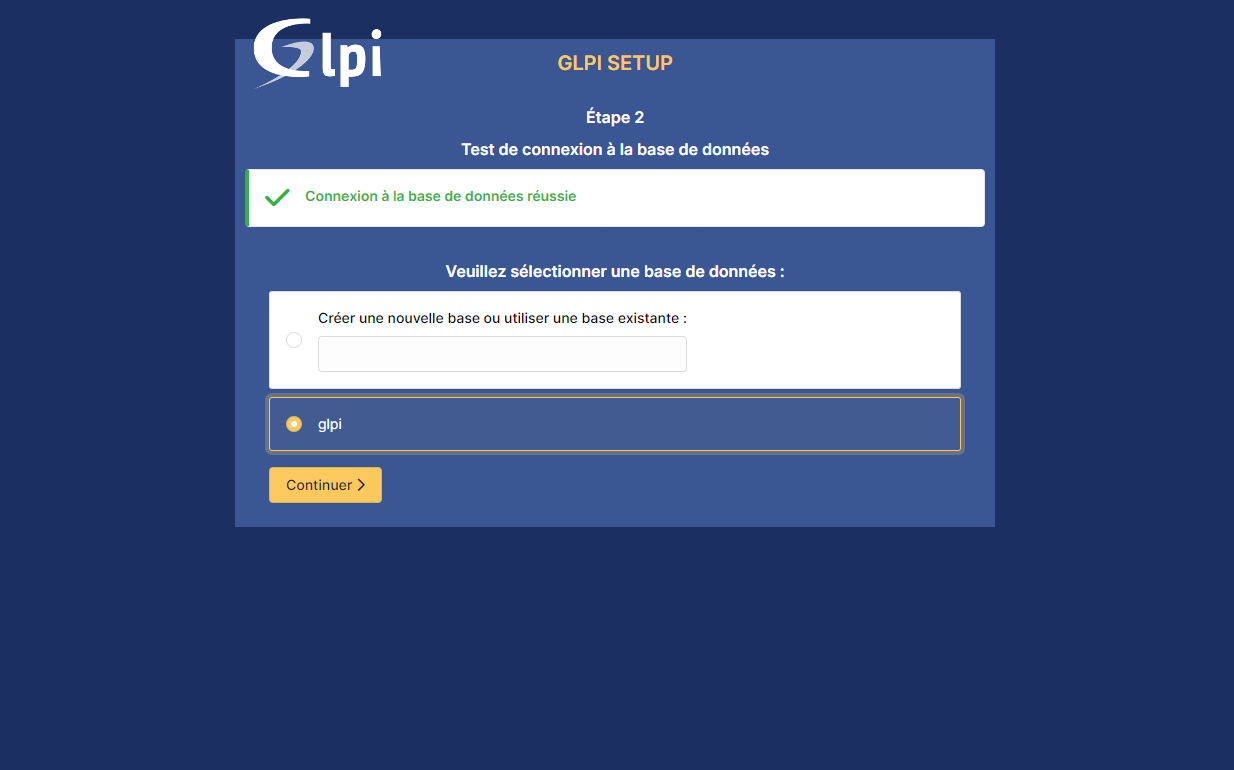 Glpi
GLPI SETUP
Étape 2
Test de connexion à la base de données
Connexion à la base de données réussie
Veuillez sélectionner une base de données :
Créer une nouvelle base ou utiliser une base existante :
glpi
Continuer